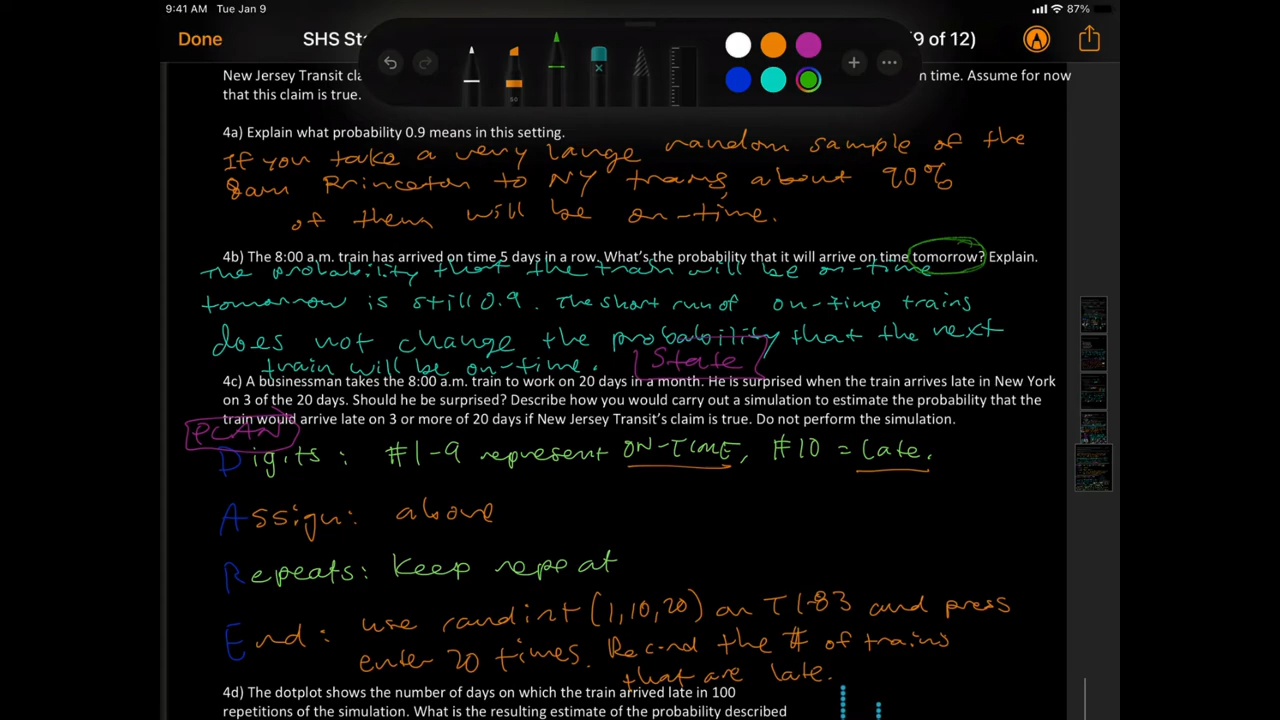 9:41 AM Tue Jan 9
87%
Done
SHS Sta
9 of 12)
50
New Jersey Transit cla
n time. Assume for now
that this claim is true.
4a) Explain what probability 0.9 means in this setting.
If you take a very large random sample of the
8am Princeton to NY trains, about 90%
of them will be on-time.
4b) The 8:00 a.m. train has arrived on time 5 days in a row. What's the probability that it will arrive on time tomorrow? Explain.
The probability that the train will be on-time
tomorrow is still 0.9. The short run of on-time trains
does not change the probability that the next
train will be on-time.
State
4c) A businessman takes the 8:00 a.m. train to work on 20 days in a month. He is surprised when the train arrives late in New York
on 3 of the 20 days. Should he be surprised? Describe how you would carry out a simulation to estimate the probability that the
train would arrive late on 3 or more of 20 days if New Jersey Transit's claim is true. Do not perform the simulation.
PLAN
Digits: #1-9 represent ON-TIME, #10 = Late.
Assign: above
Repeats: Keep repeat
End: use randint (1,10,20) on TI-83 and press
enter 20 times. Record the # of trains
that are late.
4d) The dotplot shows the number of days on which the train arrived late in 100
repetitions of the simulation. What is the resulting estimate of the probability described